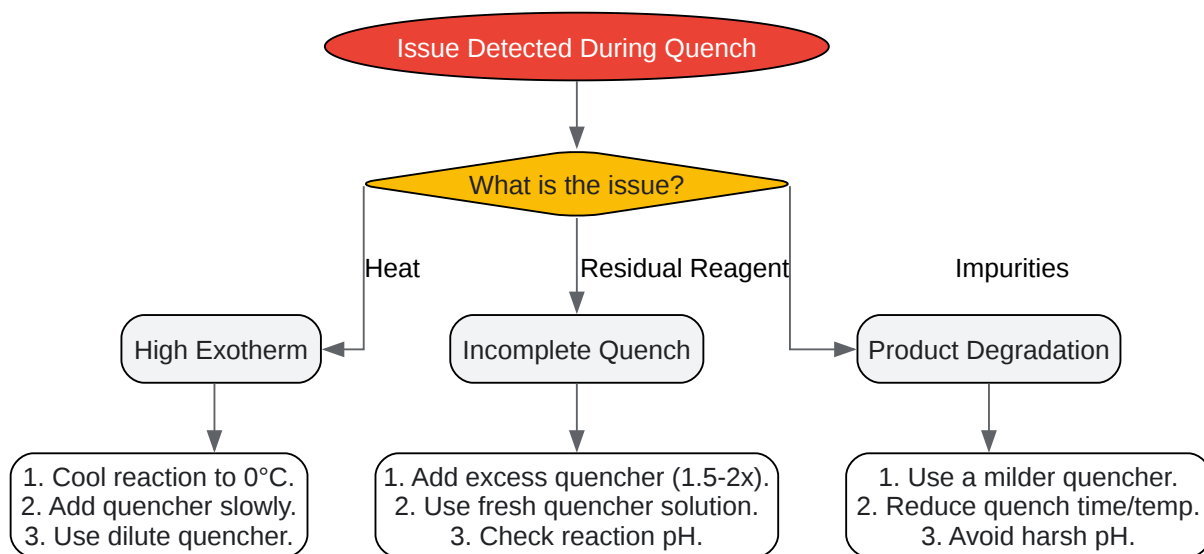 Issue Detected During Quench
What is the issue?
Heat
Residual Reagent
Impurities
High Exotherm
Incomplete Quench
Product Degradation
1. Cool reaction to 0°C.
2. Add quencher slowly.
3. Use dilute quencher.
1. Add excess quencher (1.5-2x).
2. Use fresh quencher solution.
3. Check reaction pH.
1. Use a milder quencher.
2. Reduce quench time/temp.
3. Avoid harsh pH.